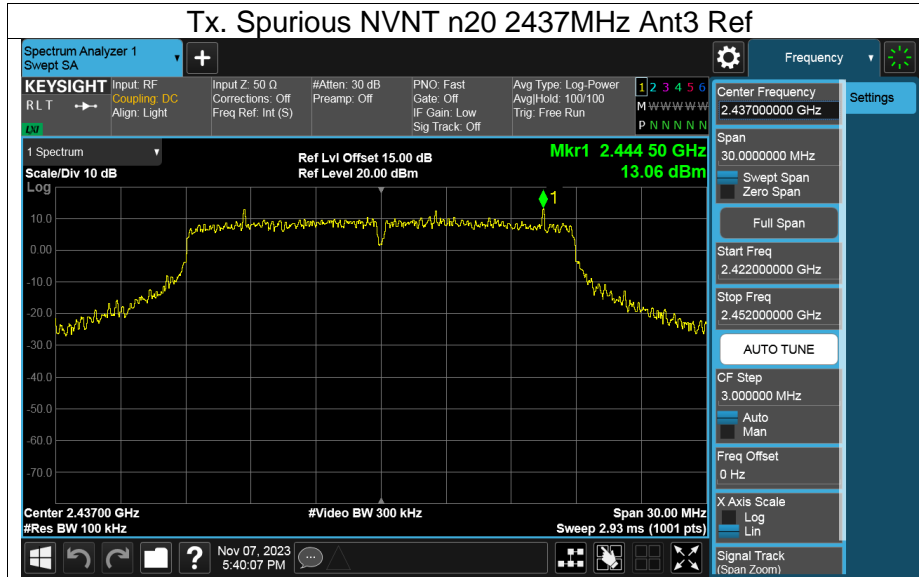 Tx. Spurious NVNT n20 2437MHz Ant3 Ref
Spectrum Analyzer 1
Swept SA
+
Frequency
KEYSIGHT
R L T
LXI
Input: RF
Coupling: DC
Align: Light
Input Z: 50 Ω
Corrections: Off
Freq Ref: Int (S)
#Atten: 30 dB
Preamp: Off
PNO: Fast
Gate: Off
IF Gain: Low
Sig Track: Off
Avg Type: Log-Power
Avg|Hold: 100/100
Trig: Free Run
1 2 3 4 5 6
M W W W W W
P N N N N N
1 Spectrum
Scale/Div 10 dB
Ref Lvl Offset 15.00 dB
Ref Level 20.00 dBm
Mkr1 2.444 50 GHz
13.06 dBm
Log
1
10.0
0.00
-10.0
-20.0
-30.0
-40.0
-50.0
-60.0
-70.0
Center 2.43700 GHz
#Res BW 100 kHz
#Video BW 300 kHz
Span 30.00 MHz
Sweep 2.93 ms (1001 pts)
Center Frequency
2.437000000 GHz
Settings
Span
30.0000000 MHz
Swept Span
Zero Span
Full Span
Start Freq
2.422000000 GHz
Stop Freq
2.452000000 GHz
AUTO TUNE
CF Step
3.000000 MHz
Auto
Man
Freq Offset
0 Hz
X Axis Scale
Log
Lin
Signal Track
(Span Zoom)
?
Nov 07, 2023
5:40:07 PM